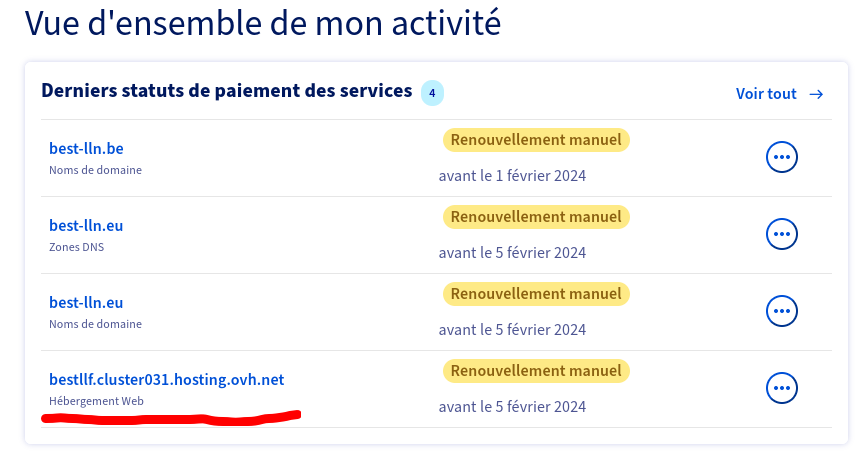 Vue d'ensemble de mon activité
Derniers statuts de paiement des services 4
Voir tout →
best-lln.be
Noms de domaine
Renouvellement manuel
avant le 1 février 2024
best-lln.eu
Zones DNS
Renouvellement manuel
avant le 5 février 2024
best-lln.eu
Noms de domaine
Renouvellement manuel
avant le 5 février 2024
bestllf.cluster031.hosting.ovh.net
Hébergement Web
Renouvellement manuel
avant le 5 février 2024